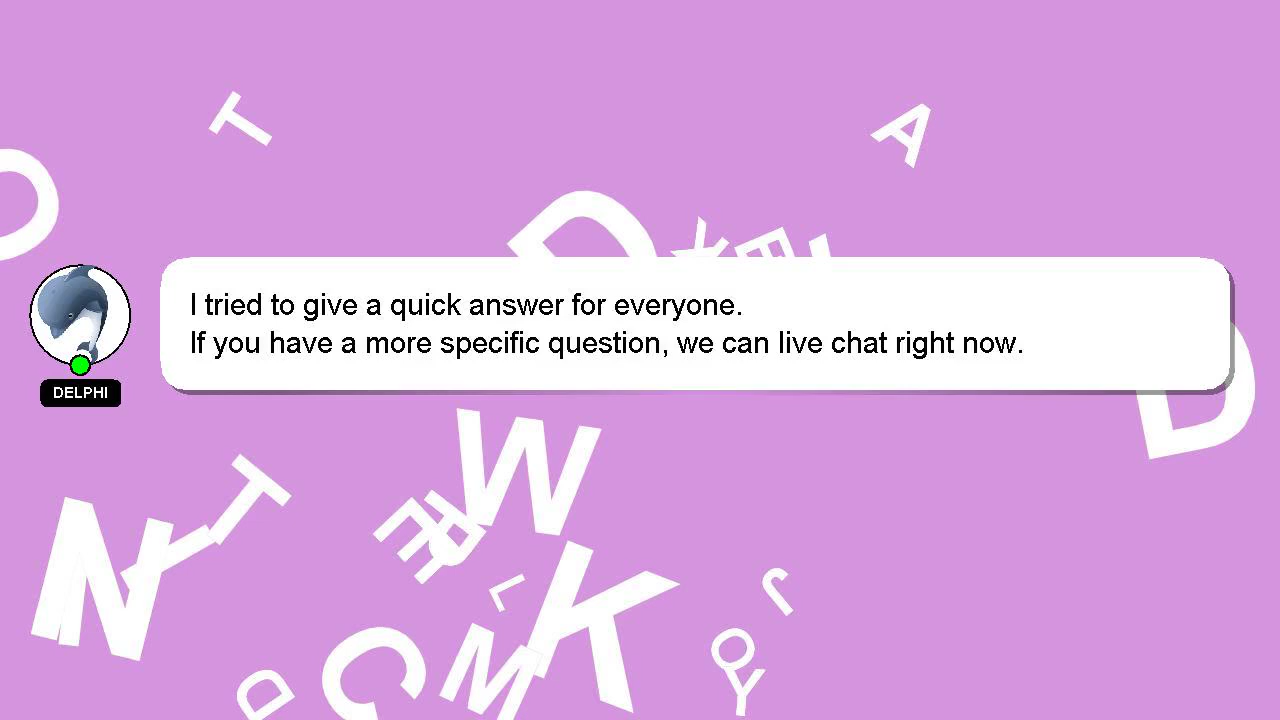 I tried to give a quick answer for everyone.
If you have a more specific question, we can live chat right now.
DELPHI
T
A
D
K
E
D
W
T
N
Y
E
R
L
K
J
M
O
Y
C
D